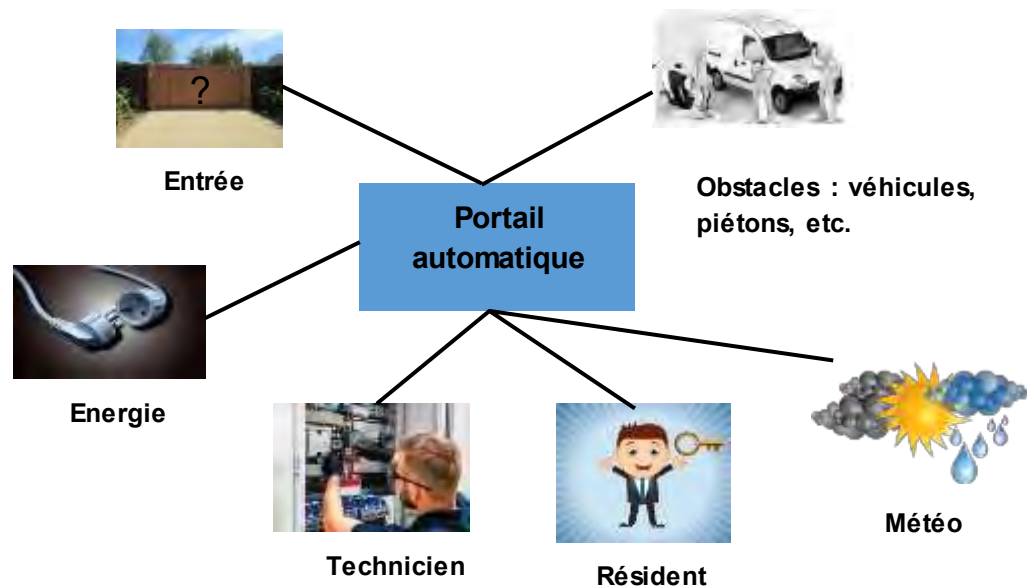 ?
Entrée
Obstacles : véhicules,
piétons, etc.
Portail
automatique
Energie
Technicien
Résident
Météo